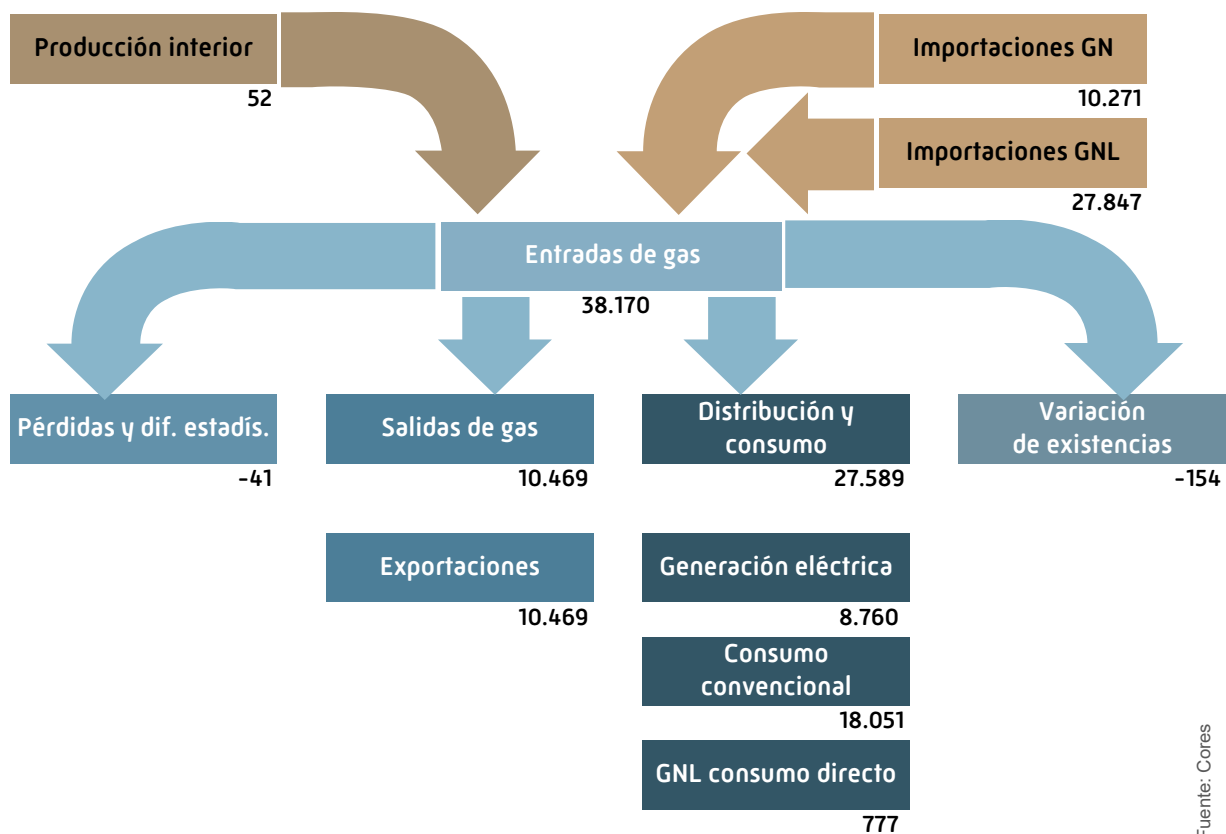 Producción interior
52
Importaciones GN
10.271
Importaciones GNL
27.847
Entradas de gas
38.170
Pérdidas y dif. estadís.
-41
Salidas de gas
10.469
Distribución y
consumo
27.589
Variación
de existencias
-154
Exportaciones
10.469
Generación eléctrica
8.760
Consumo
convencional
18.051
GNL consumo directo
777
Fuente: Cores